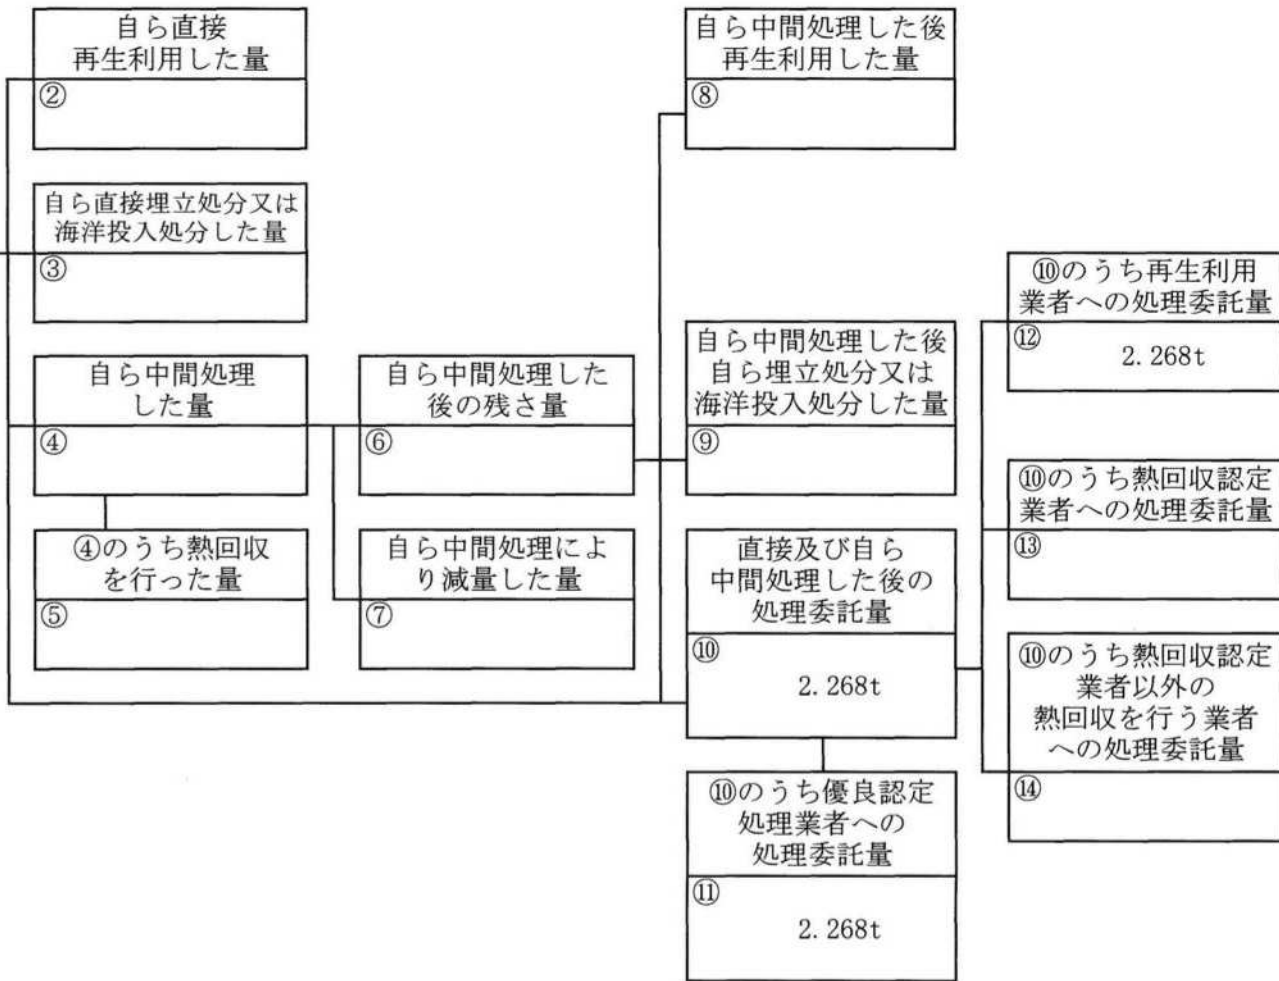 自ら直接
再生利用した量
②
自ら直接埋立処分又は
海洋投入処分した量
③
自ら中間処理
した量
④
④のうち熱回収
を行った量
⑤
自ら中間処理した
後の残さ量
⑥
自ら中間処理によ
り減量した量
⑦
自ら中間処理した後
再生利用した量
⑧
自ら中間処理した後
自ら埋立処分又は
海洋投入処分した量
⑨
直接及び自ら
中間処理した後の
処理委託量
⑩
2.268t
⑩のうち優良認定
処理業者への
処理委託量
⑪
2.268t
⑩のうち再生利用
業者への処理委託量
⑫
2.268t
⑩のうち熱回収認定
業者への処理委託量
⑬
⑩のうち熱回収認定
業者以外の
熱回収を行う業者
への処理委託量
⑭